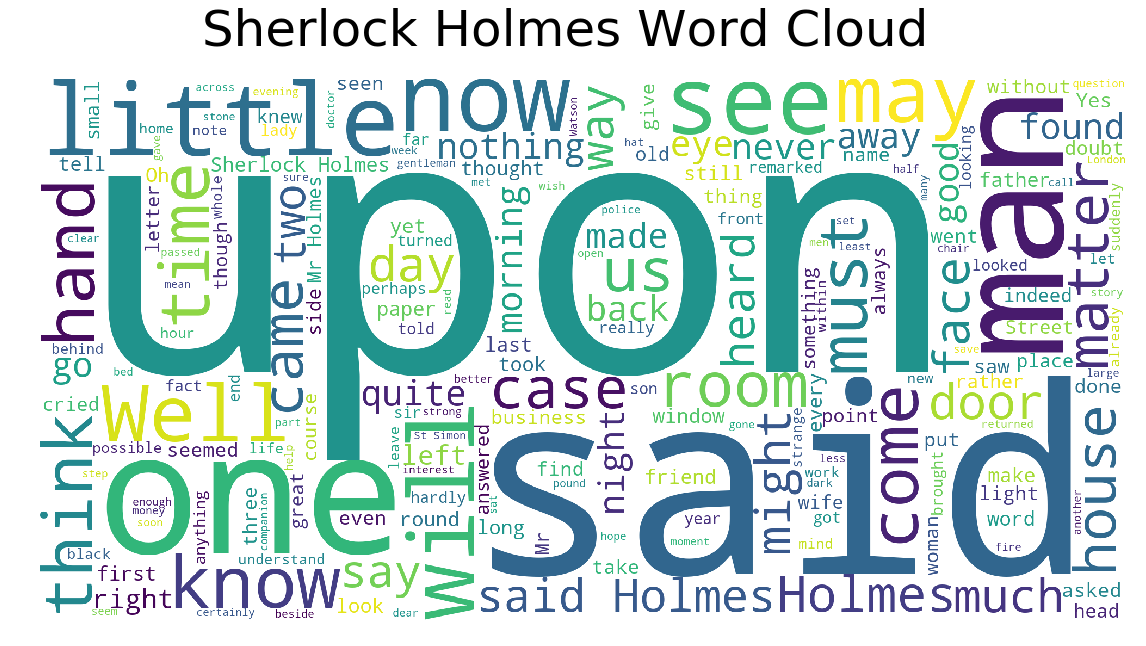 Sherlock Holmes Word Cloud
little
now
see
may
man
upon
said
one
hand
time
day
us
made
back
morning
heard
must
face
good
matter
found
Yes
without
question
doubt
London
father
call
looking
away
name
never
eye
still
remarked
half
many
thing
front
old
hat
give
way
Watson
nothing
thought
gentleman
met
wish
far
week
seen
doctor
evening
across
stone
knew
lady
note
home
gave
small
tell
Oh
Sherlock Holmes
sure
whole
letter
though
two
Mr Holmes
came
side
clear
passed
mean
hour
behind
go
bed
yet
turned
perhaps
paper
read
told
police
open
really
last
took
something
within
set
men
least
always
went
chair
looked
suddenly
let
indeed
story
Street
already
saw
place
save
large
rather
new
done
door
returned
room
son
better
case
quite
fact
end
cried
Well
part
course
think
possible
seemed
life
help
step
sir
strong
leave
St Simon
left
interest
will
answered
business
night
window
gone
might
strange
every
point
less
come
put
work
dark
wife
got
mind
woman
brought
make
light
word
fire
another
house
friend
find
pound
year
moment
hope
sat
long
Mr
take
hardly
round
even
great
three
companion
anything
understand
enough
money
soon
black
first
right
know
say
look
seem
certainly
beside
dear
said Holmes
Holmes
much
asked
head